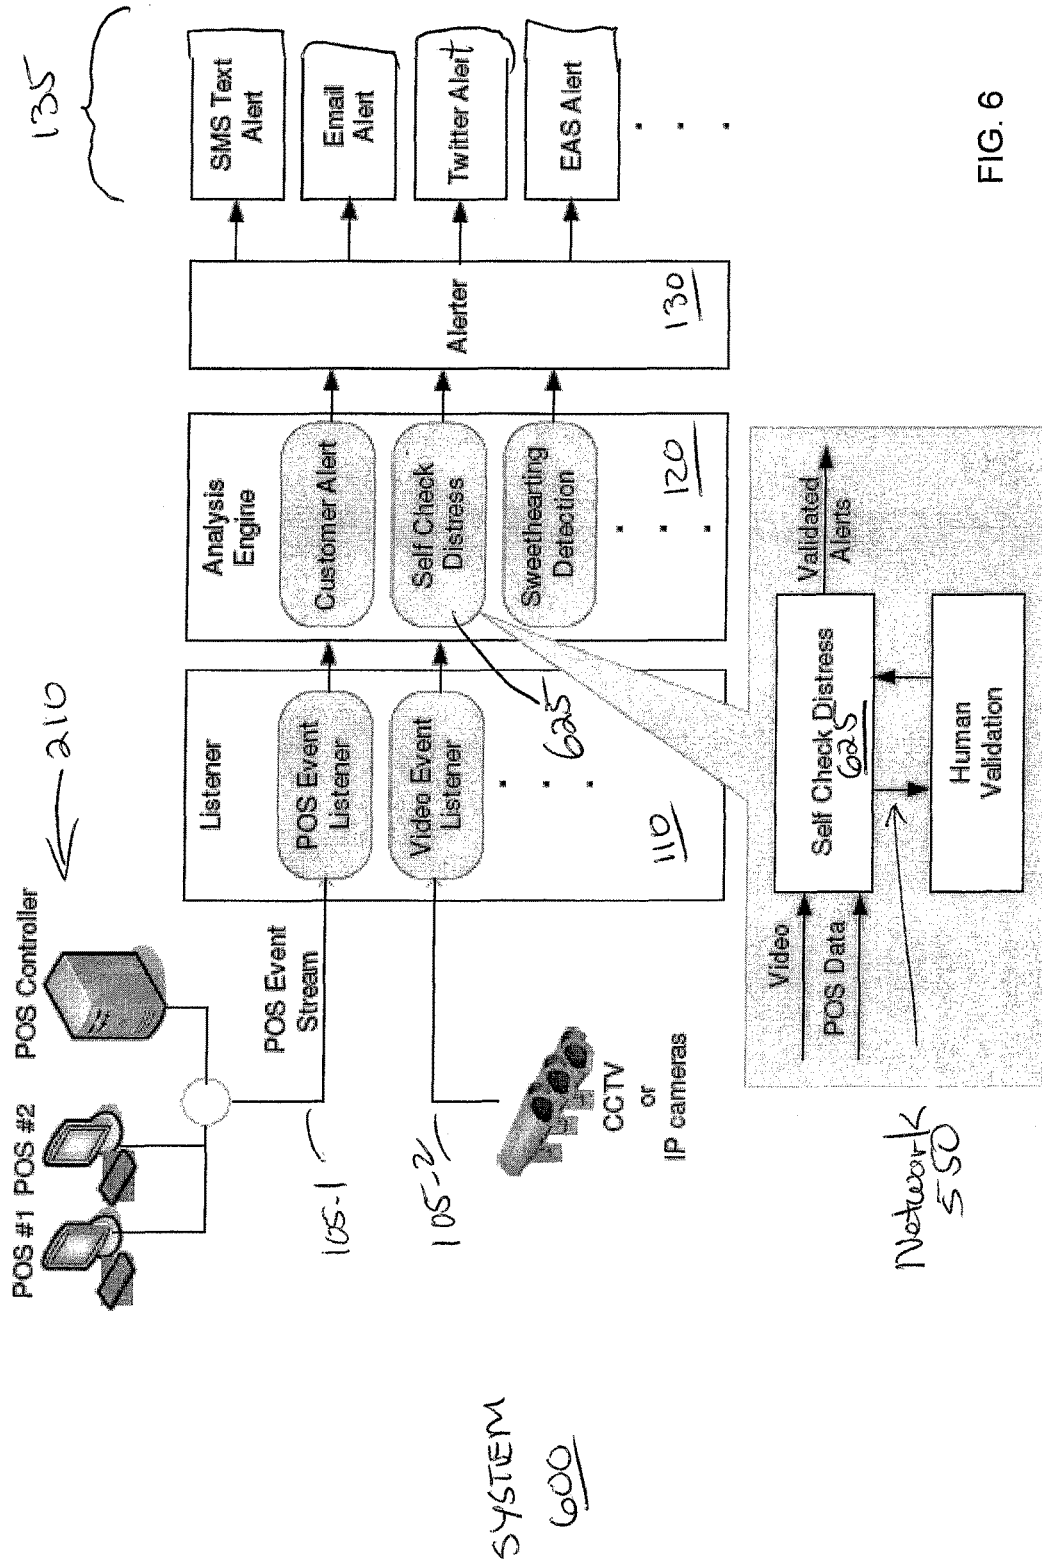 POS #1 POS #2
POS Controller
210
135
POS Event
Stream
105-1
105-2
CCTV
or
IP cameras
Listener
POS Event
Listener
Video Event
Listener
110
Analysis
Engine
Customer Alert
Self Check
Distress
Sweethearting
Detection
120
625
Alerter
130
SMS Text
Alert
Email
Alert
Twitter Alert
EAS Alert
SYSTEM
600
Network
550
Video
POS Data
Self Check Distress
625
Human
Validation
Validated
Alerts
FIG. 6